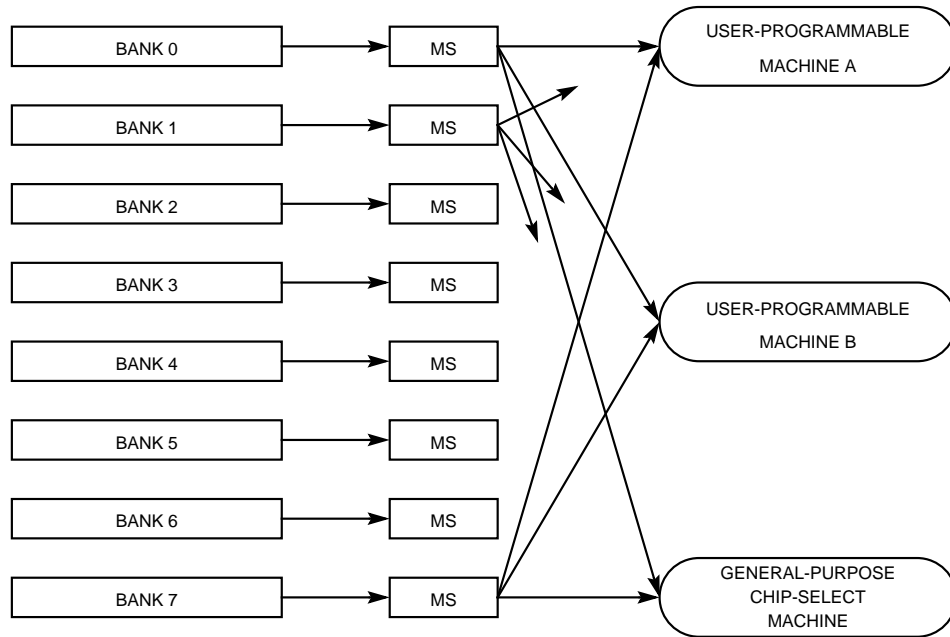 BANK 0
MS
USER-PROGRAMMABLE
MACHINE A
BANK 1
MS
BANK 2
MS
BANK 3
MS
USER-PROGRAMMABLE
MACHINE B
BANK 4
MS
BANK 5
MS
BANK 6
MS
BANK 7
MS
GENERAL-PURPOSE
CHIP-SELECT
MACHINE